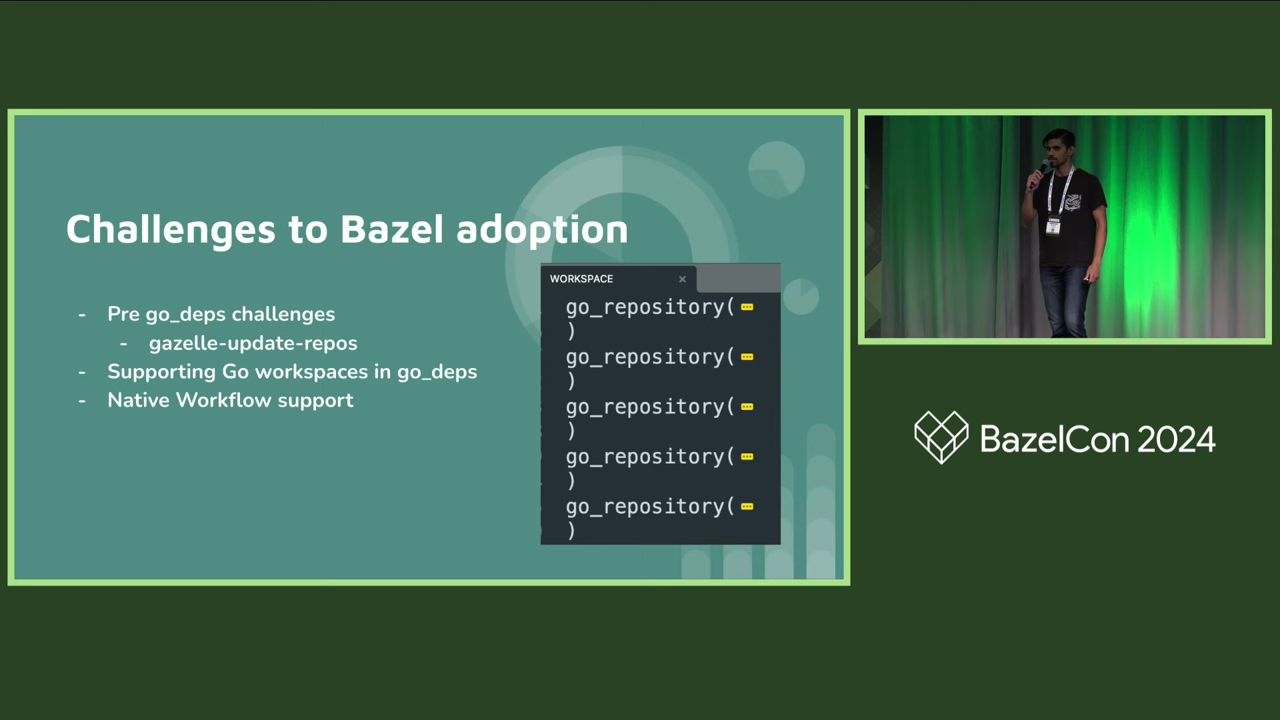 Challenges to Bazel adoption
- Pre go_deps challenges
- gazelle-update-repos
- Supporting Go workspaces in go_deps
- Native Workflow support
WORKSPACE ×
go_repository(
)
go_repository(
)
go_repository(
)
go_repository(
)
go_repository(
)
BazelCon 2024